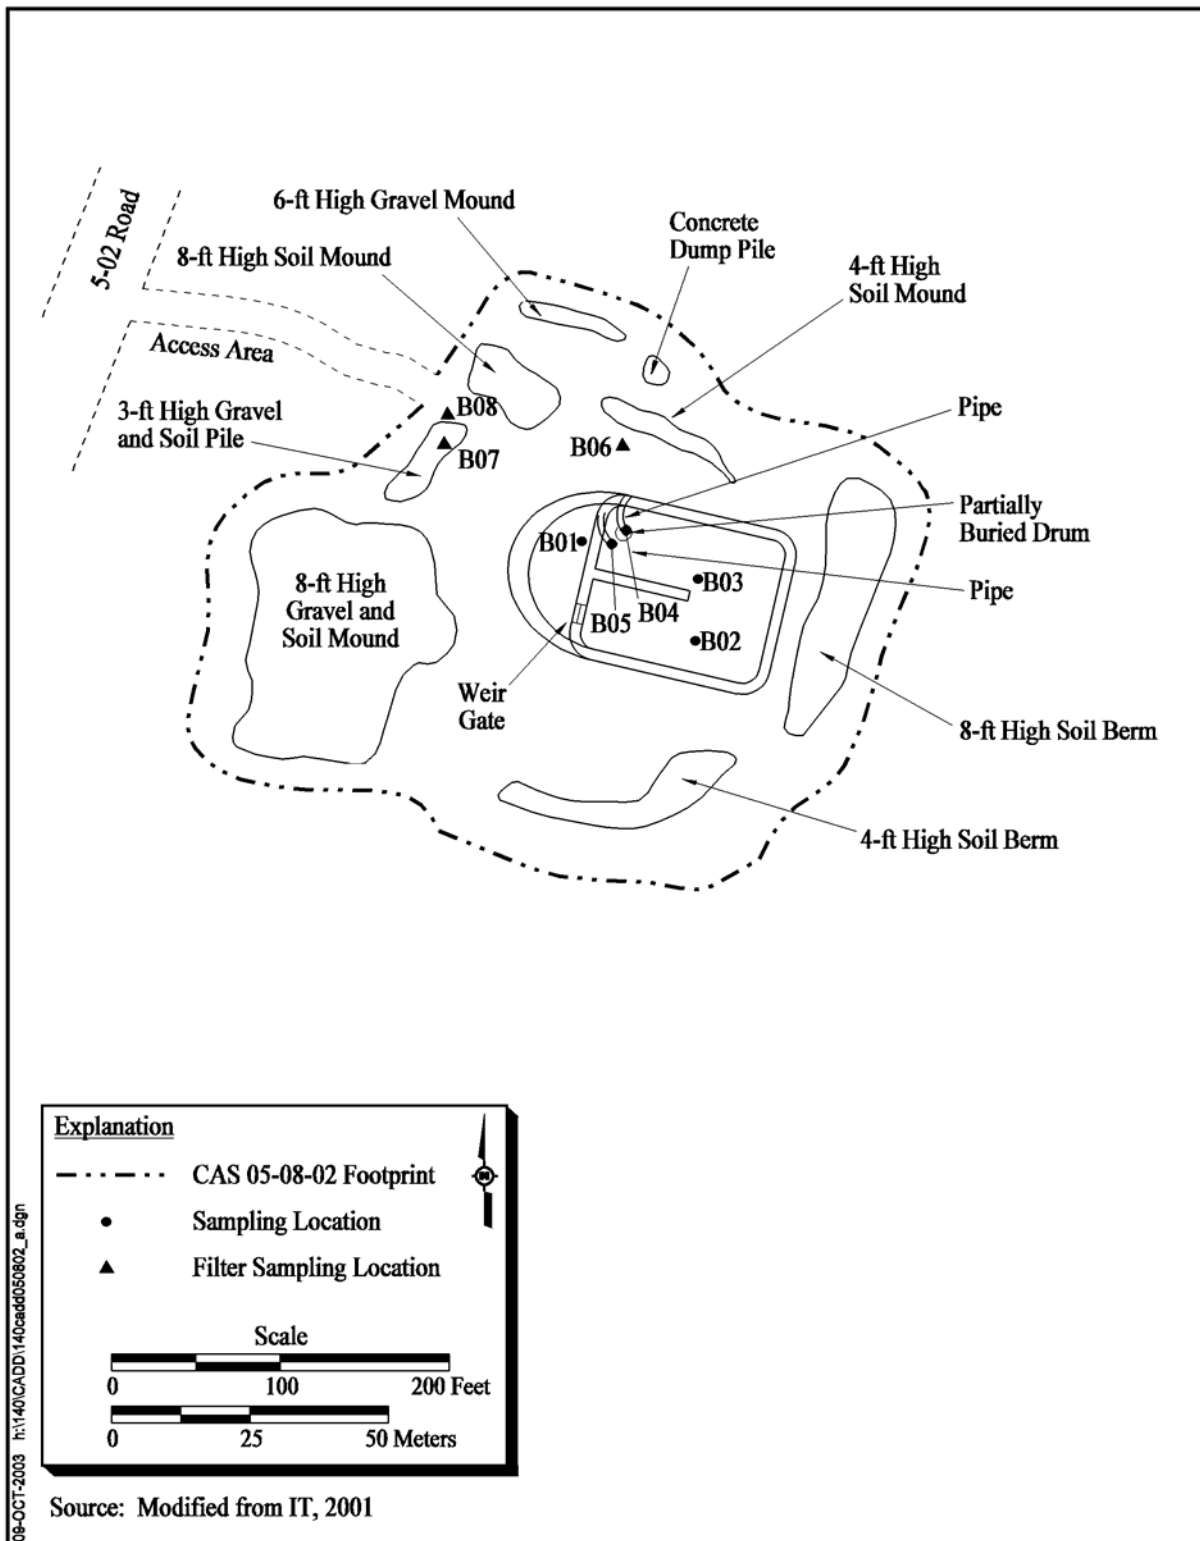 6-ft High Gravel Mound
5-02 Road
8-ft High Soil Mound
Concrete
Dump Pile
4-ft High
Soil Mound
Access Area
3-ft High Gravel
and Soil Pile
B08
B07
B06
Pipe
Partially
Buried Drum
B01
B03
Pipe
8-ft High
Gravel and
Soil Mound
B05
B04
B02
Weir
Gate
8-ft High Soil Berm
4-ft High Soil Berm
Explanation
N
CAS 05-08-02 Footprint
Sampling Location
Filter Sampling Location
Scale
0 100 200 Feet
0 25 50 Meters
09-OCT-2003 h:\140\CADD\140cadd050802_a.dgn
Source: Modified from IT, 2001